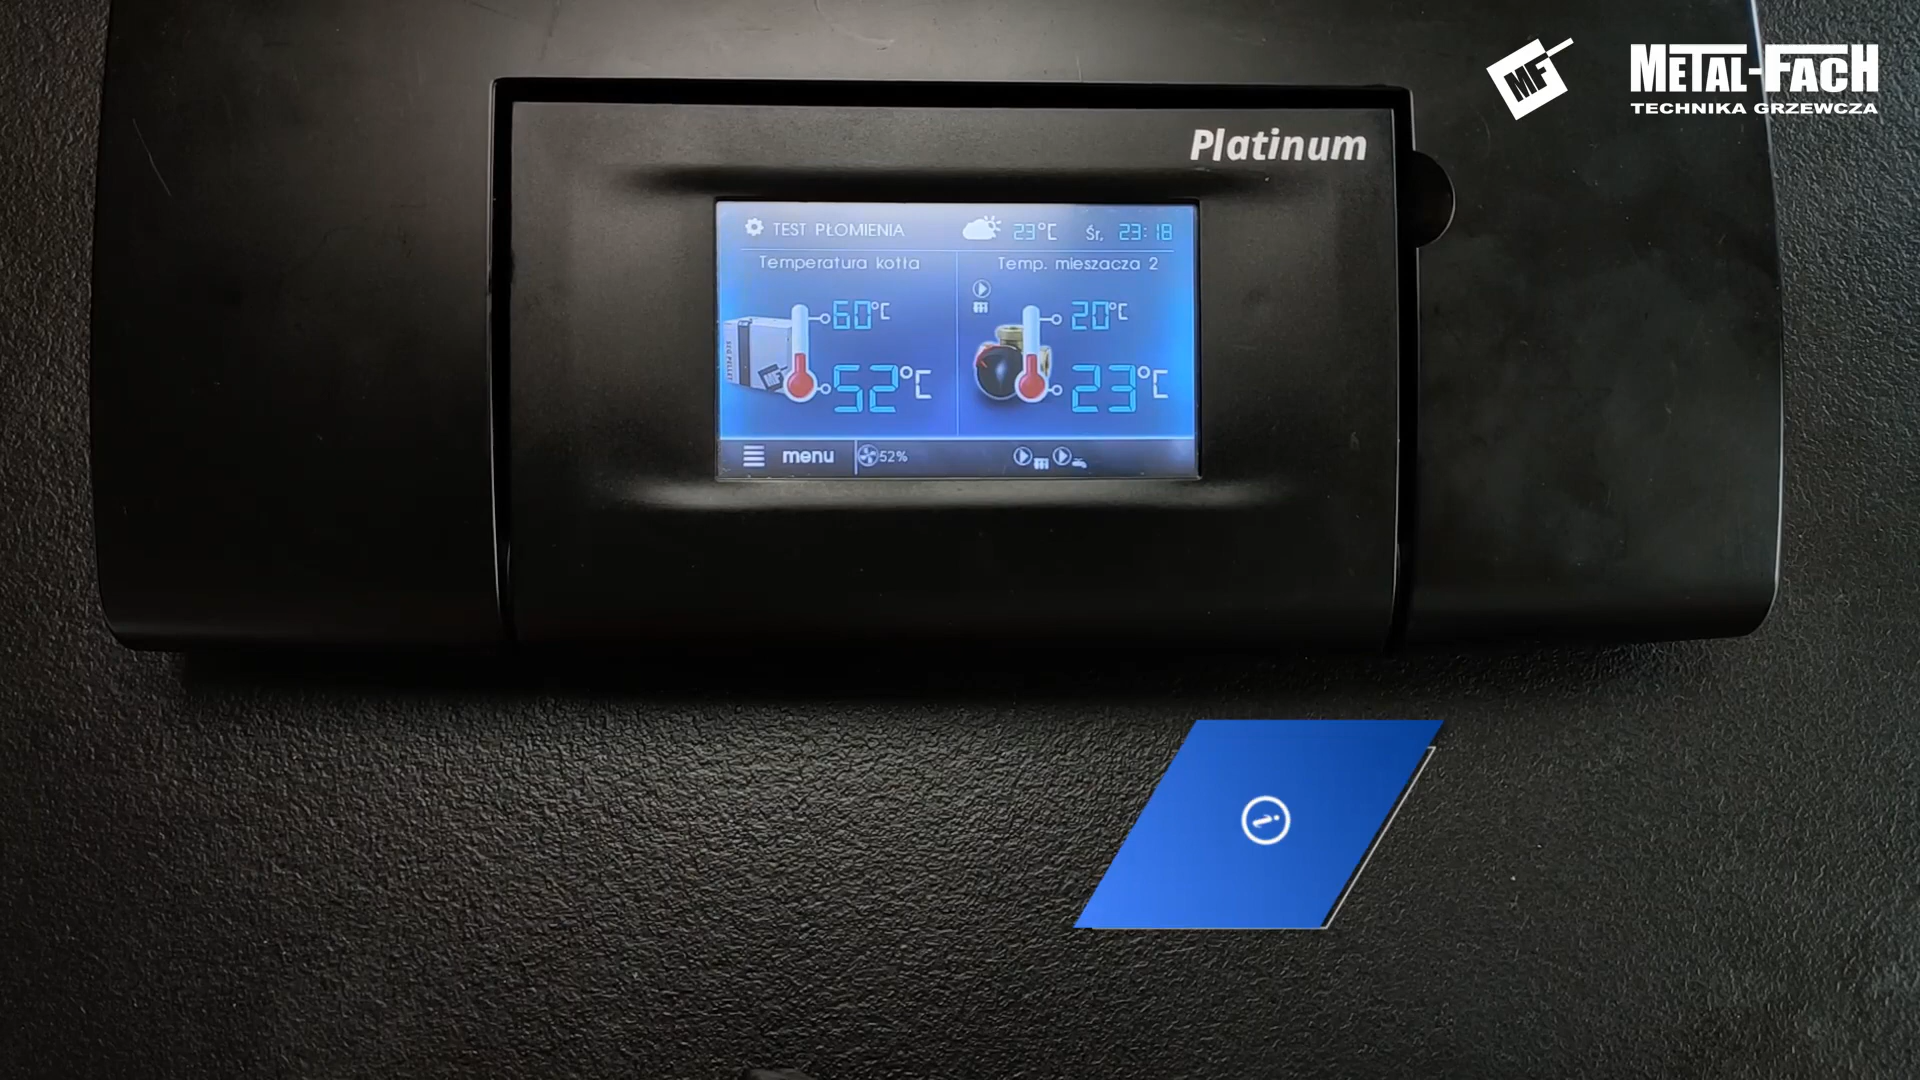 MF
METAL-FACH
TECHNIKA GRZEWCZA
Platinum
TEST PŁOMIENIA 23°C Śr, 23:18
Temperatura kotła
Temp. mieszacza 2
60°C
20°C
52°C
23°C
menu
52%
i